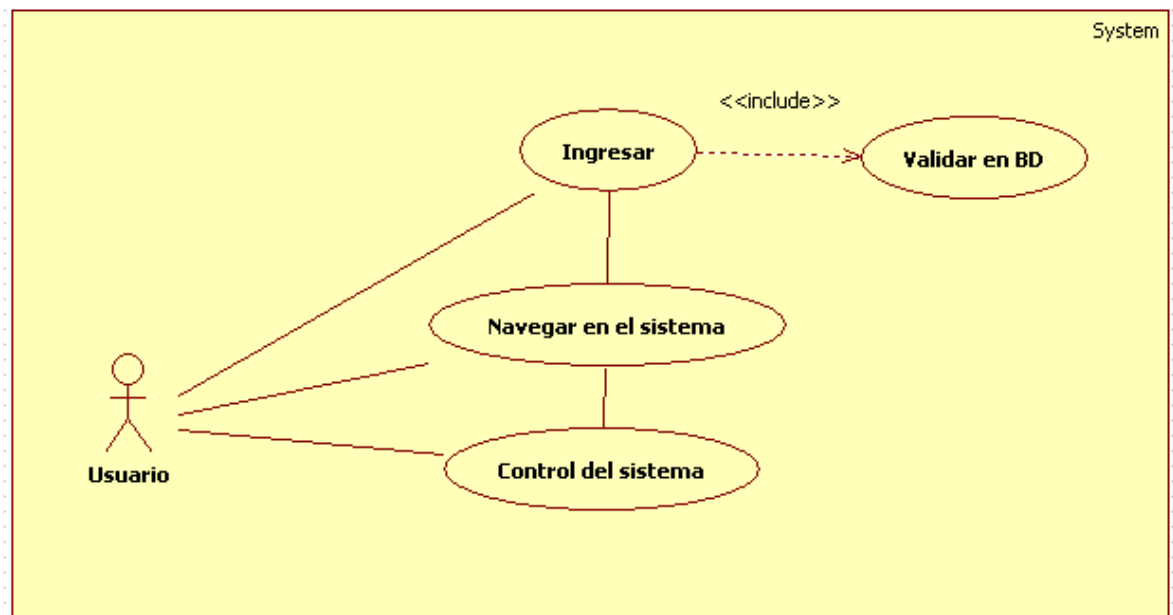 System
<<include>>
Ingresar
Validar en BD
Navegar en el sistema
Control del sistema
Usuario